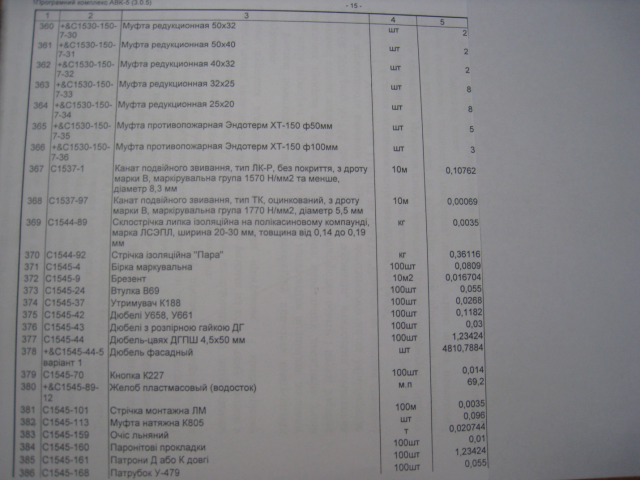 Програмний комплекс АВК-5 (3.0.5)
- 15 -
1 2 3 4 5
360 +&С1530-150- Муфта редукционная 50х32 шт 2
7-30
361 +&С1530-150- Муфта редукционная 50х40 шт 2
7-31
362 +&С1530-150- Муфта редукционная 40х32 шт 2
7-32
363 +&С1530-150- Муфта редукционная 32х25 шт 8
7-33
364 +&С1530-150- Муфта редукционная 25х20 шт 8
7-34
365 +&С1530-150- Муфта противопожарная Эндотерм ХТ-150 ф50мм шт 5
7-35
366 +&С1530-150- Муфта противопожарная Эндотерм ХТ-150 ф100мм шт 3
7-36
367 С1537-1 Канат подвійного звивання, тип ЛК-Р, без покриття, з дроту 10м 0,10762
марки В, маркірувальна група 1570 Н/мм2 та менше,
діаметр 8,3 мм
368 С1537-97 Канат подвійного звивання, тип ТК, оцинкований, з дроту 10м 0,00069
марки В, маркірувальна група 1770 Н/мм2, діаметр 5,5 мм
369 С1544-89 Склострічка липка ізоляційна на полікасиновому компаунді, кг 0,0035
марка ЛСЭПЛ, ширина 20-30 мм, товщина від 0,14 до 0,19
мм
370 С1544-92 Стрічка ізоляційна "Пара" кг 0,36116
371 С1545-4 Бірка маркувальна 100шт 0,0809
372 С1545-9 Брезент 10м2 0,016704
373 С1545-24 Втулка В69 100шт 0,055
374 С1545-37 Утримувач К188 100шт 0,0268
375 С1545-42 Дюбелі У658, У661 100шт 0,1182
376 С1545-43 Дюбелі з розпірною гайкою ДГ 100шт 0,03
377 С1545-44 Дюбель-цвях ДГПШ 4,5х50 мм 100шт 1,23424
378 +&С1545-44-5 Дюбель фасадный шт 4810,7884
варіант 1
379 С1545-70 Кнопка К227 100шт 0,014
380 +&С1545-89- Желоб пластмасовый (водосток) м.п 69,2
12
381 С1545-101 Стрічка монтажна ЛМ 100м 0,0035
382 С1545-113 Муфта натяжна К805 шт 0,096
383 С1545-159 Очіс льняний т 0,020744
384 С1545-160 Паронітові прокладки 100шт 0,01
385 С1545-161 Патрони Д або К довгі 100шт 1,23424
386 С1545-168 Патрубок У-479 100шт 0,055